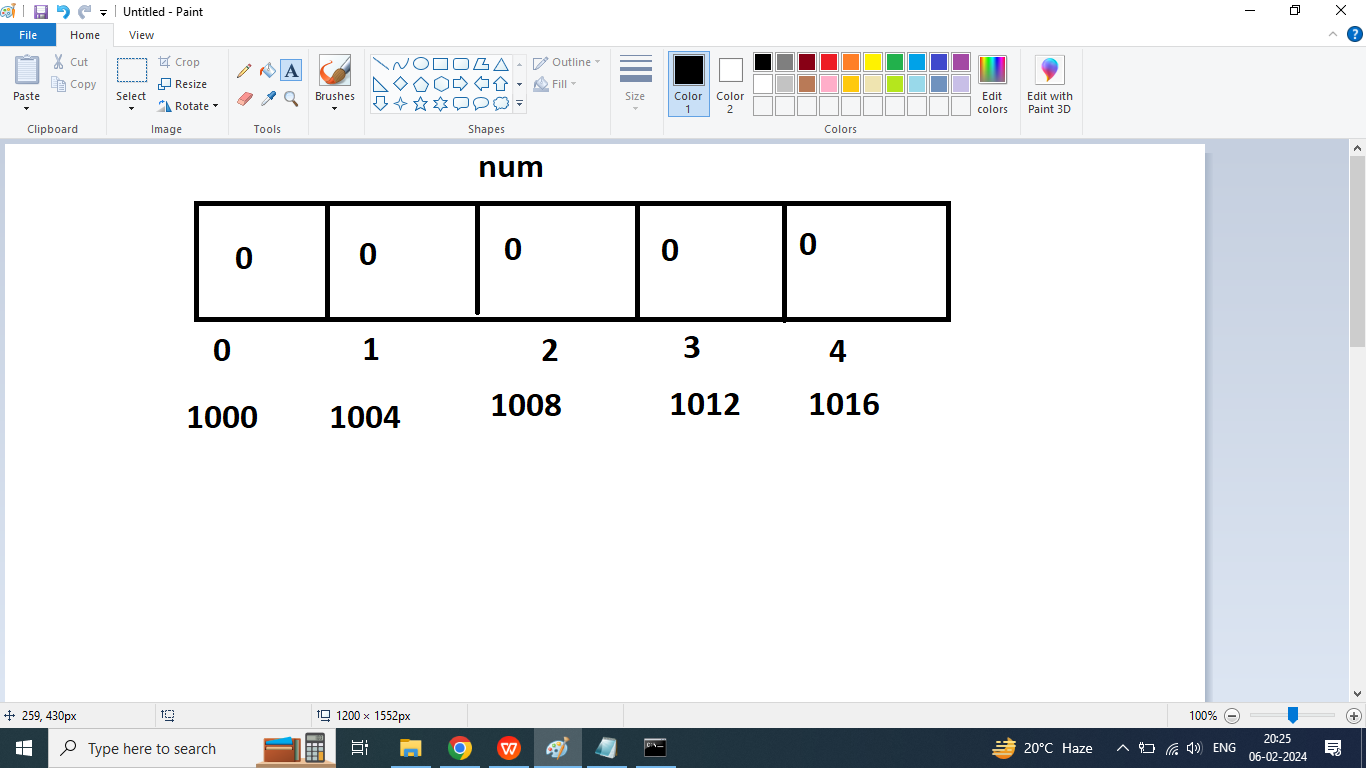 Untitled - Paint
File Home View
Paste
Cut
Copy
Clipboard
Select
Crop
Resize
Rotate
Image
A
Tools
Brushes
Shapes
Outline
Fill
Size
Color 1
Color 2
Colors
Edit colors
Edit with Paint 3D
num
0 0 0 0 0
0 1 2 3 4
1000 1004 1008 1012 1016
259, 430px
1200 × 1552px
100%
Type here to search
20°C Haze
ENG
20:25
06-02-2024